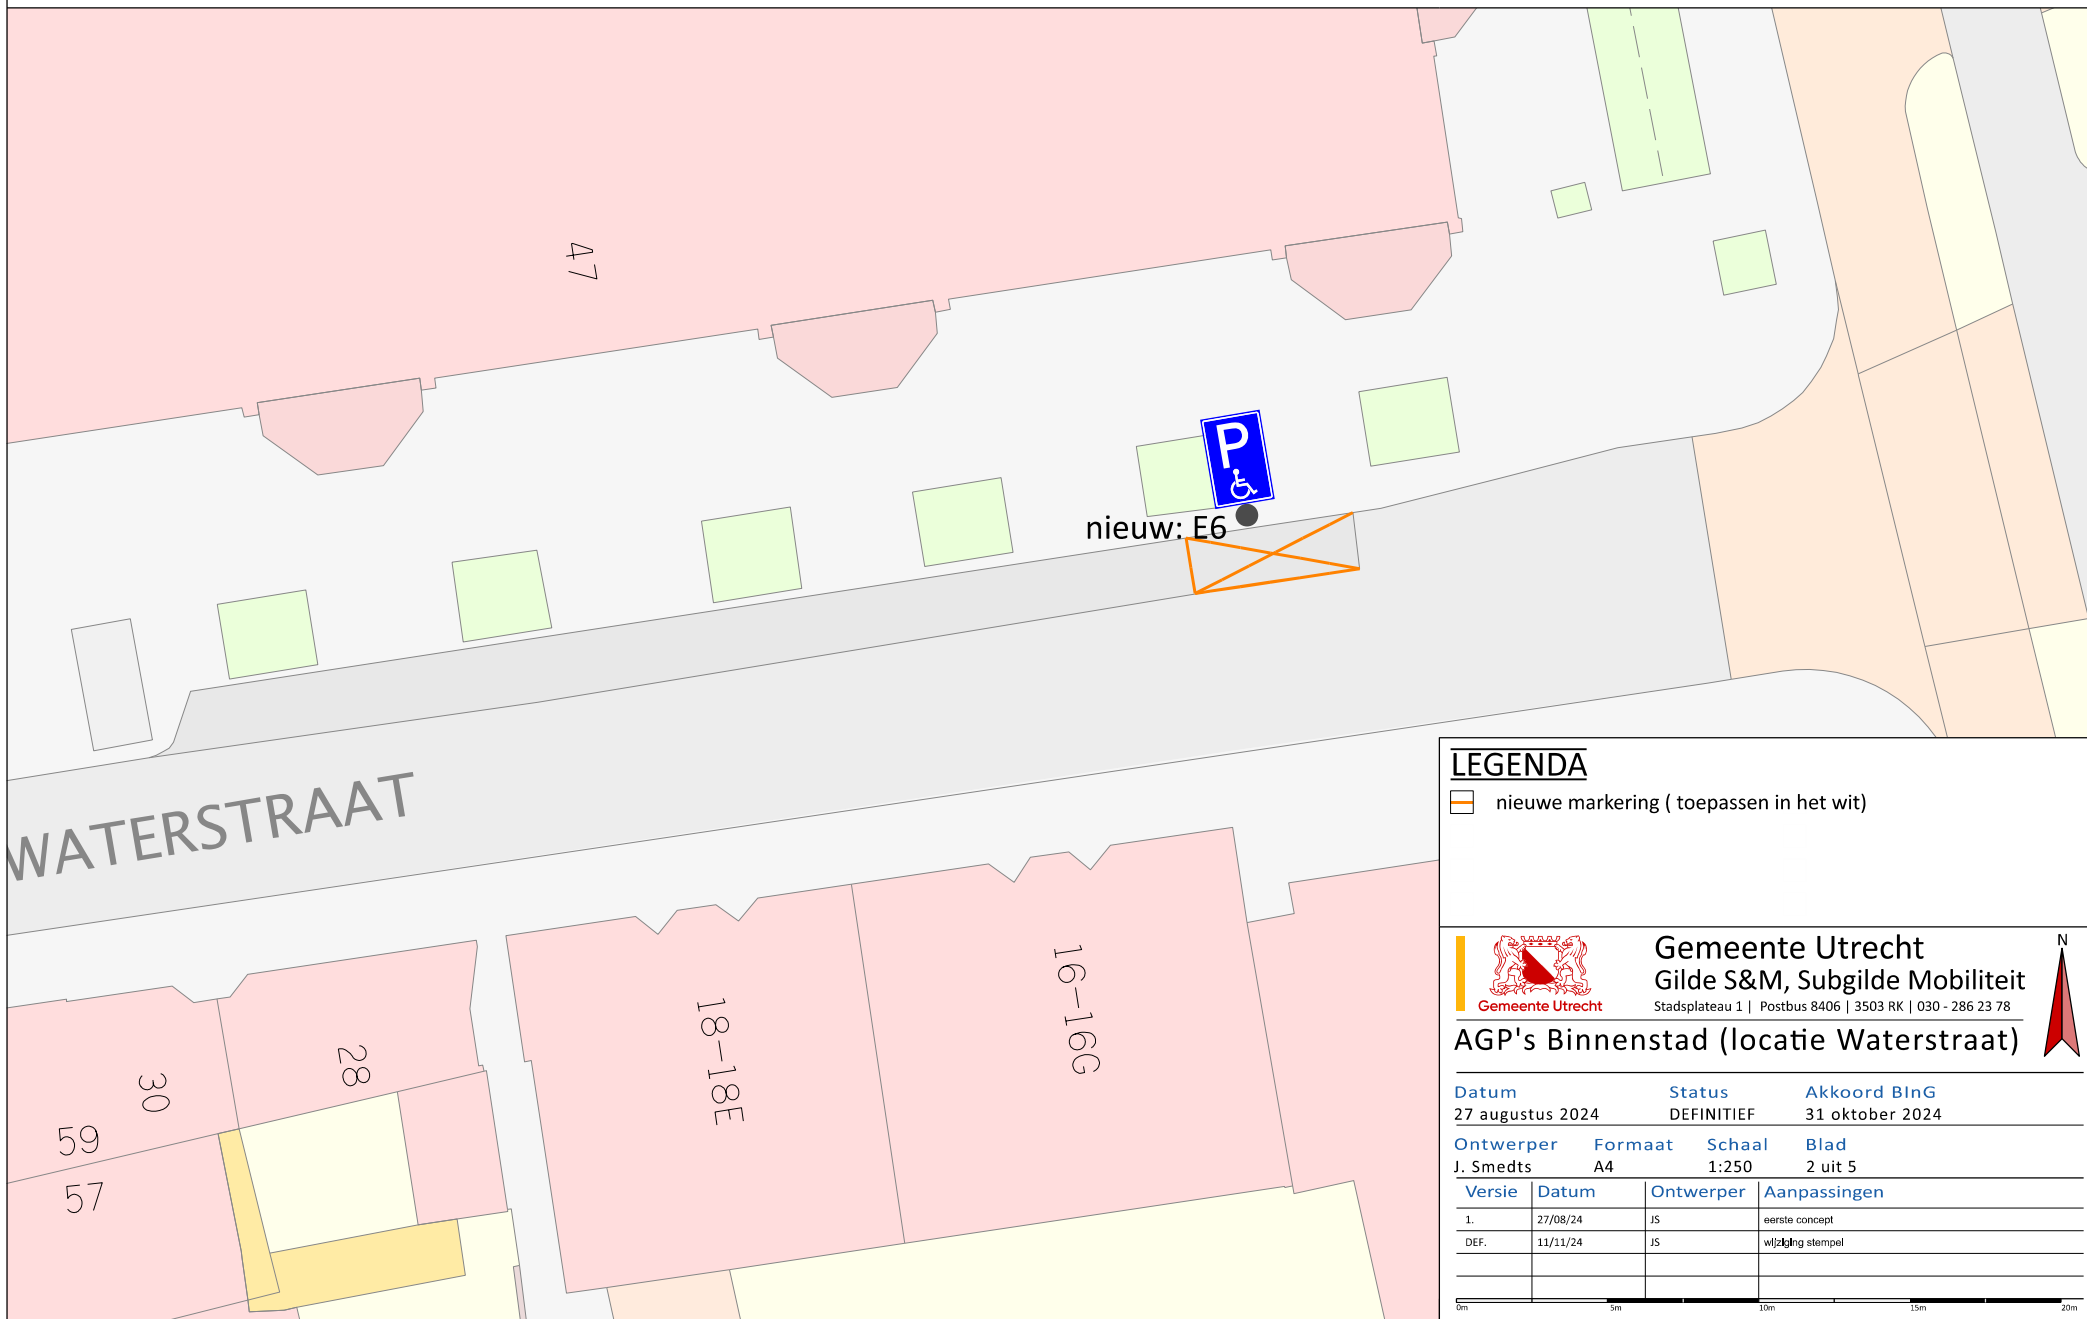 47
P
nieuw: E6
WATERSTRAAT
30
28
18-18E
16-16G
59
57
LEGENDA
nieuwe markering ( toepassen in het wit)
Gemeente Utrecht
Gemeente Utrecht
Gilde S&M, Subgilde Mobiliteit
Stadsplateau 1 | Postbus 8406 | 3503 RK | 030 - 286 23 78
N
AGP's Binnenstad (locatie Waterstraat)
Datum Status Akkoord BInG
27 augustus 2024 DEFINITIEF 31 oktober 2024
Ontwerper Formaat Schaal Blad
J. Smedts A4 1:250 2 uit 5
Versie Datum Ontwerper Aanpassingen
1. 27/08/24 JS eerste concept
DEF. 11/11/24 JS wijziging stempel
0m 5m 10m 15m 20m